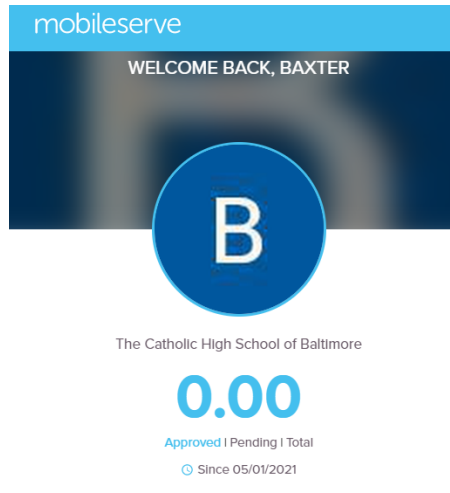 mobileserve
WELCOME BACK, BAXTER
B
The Catholic High School of Baltimore
0.00
Approved | Pending | Total
Since 05/01/2021